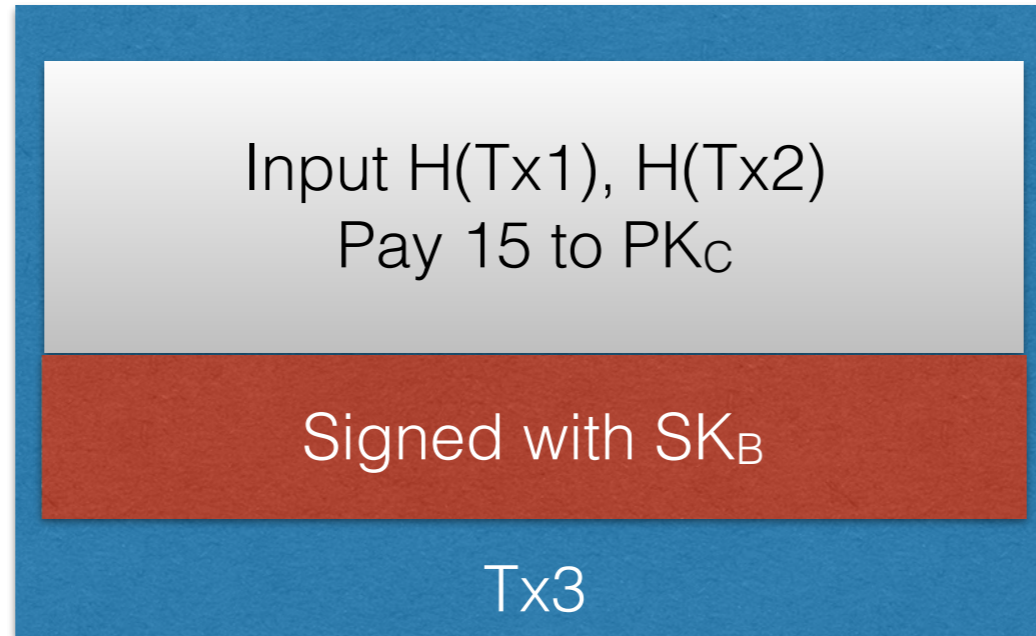 Input H(Tx1), H(Tx2)
Pay 15 to PKC
Signed with SKB
Tx3